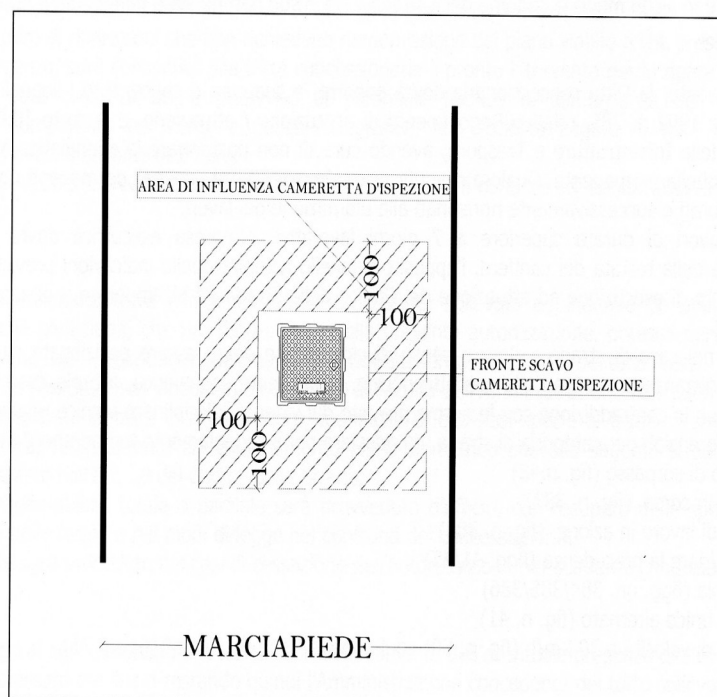 AREA DI INFLUENZA CAMERETTA D'ISPEZIONE
100
100
FRONTE SCAVO
CAMERETTA D'ISPEZIONE
100
100
MARCIAPIEDE